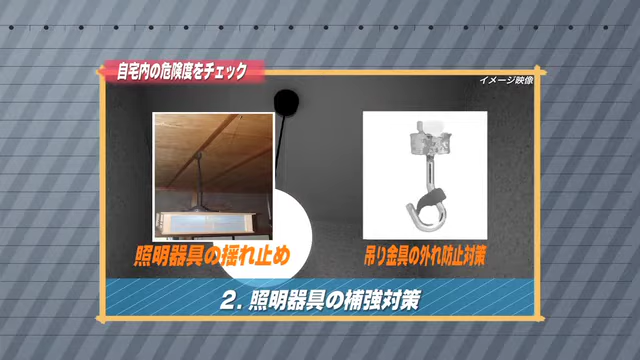 自宅内の危険度をチェック
イメージ映像
照明器具の揺れ止め
吊り金具の外れ防止対策
2. 照明器具の補強対策